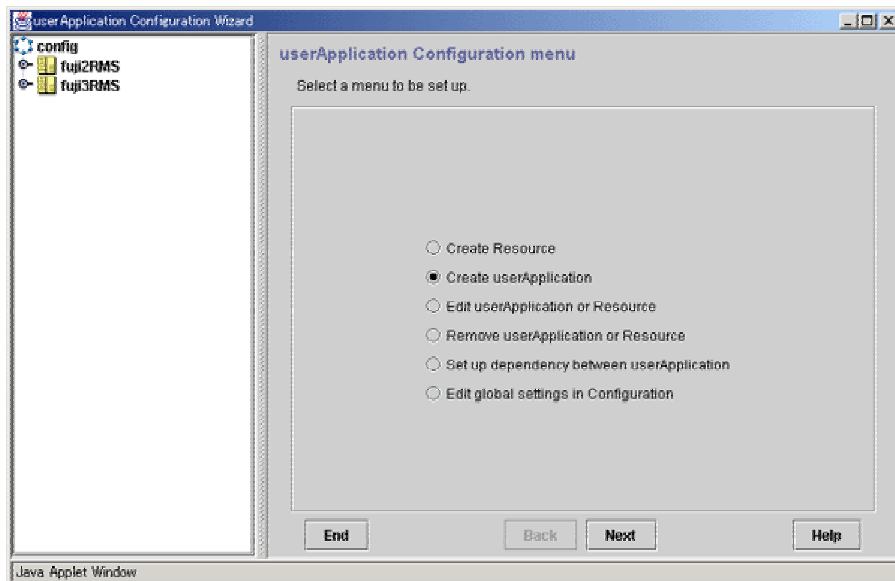 userApplication Configuration Wizard
config
fuji2RMS
fuji3RMS
userApplication Configuration menu
Select a menu to be set up.
Create Resource
Create userApplication
Edit userApplication or Resource
Remove userApplication or Resource
Set up dependency between userApplication
Edit global settings in Configuration
End
Back
Next
Help
Java Applet Window